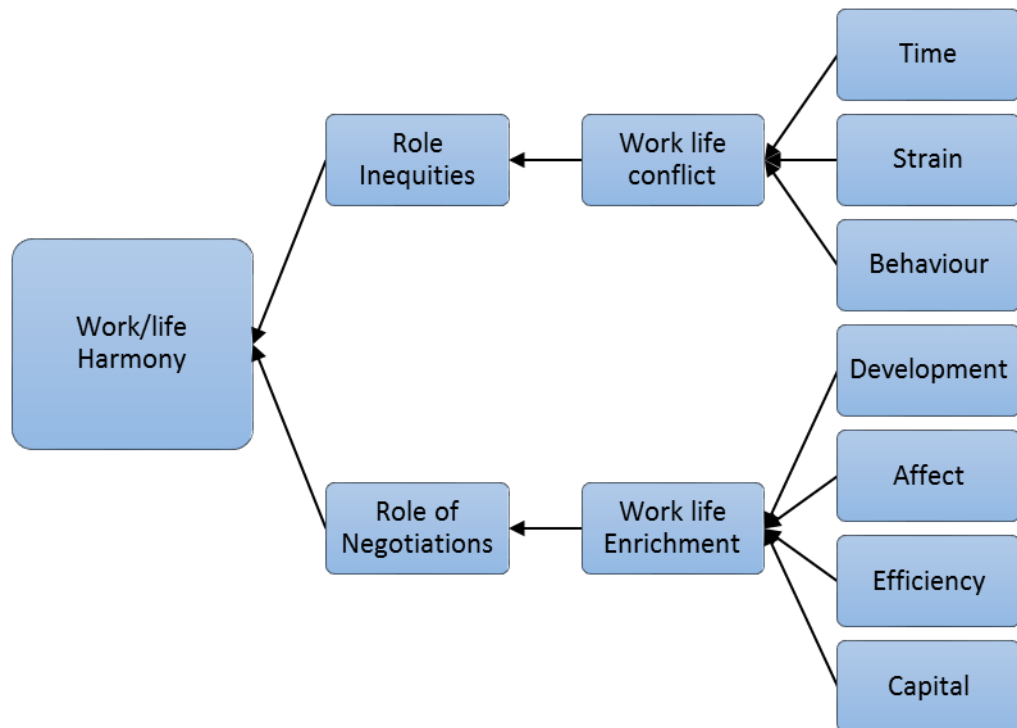 Time
Role
Inequities
Work life
conflict
Strain
Behaviour
Work/life
Harmony
Development
Affect
Role of
Negotiations
Work life
Enrichment
Efficiency
Capital